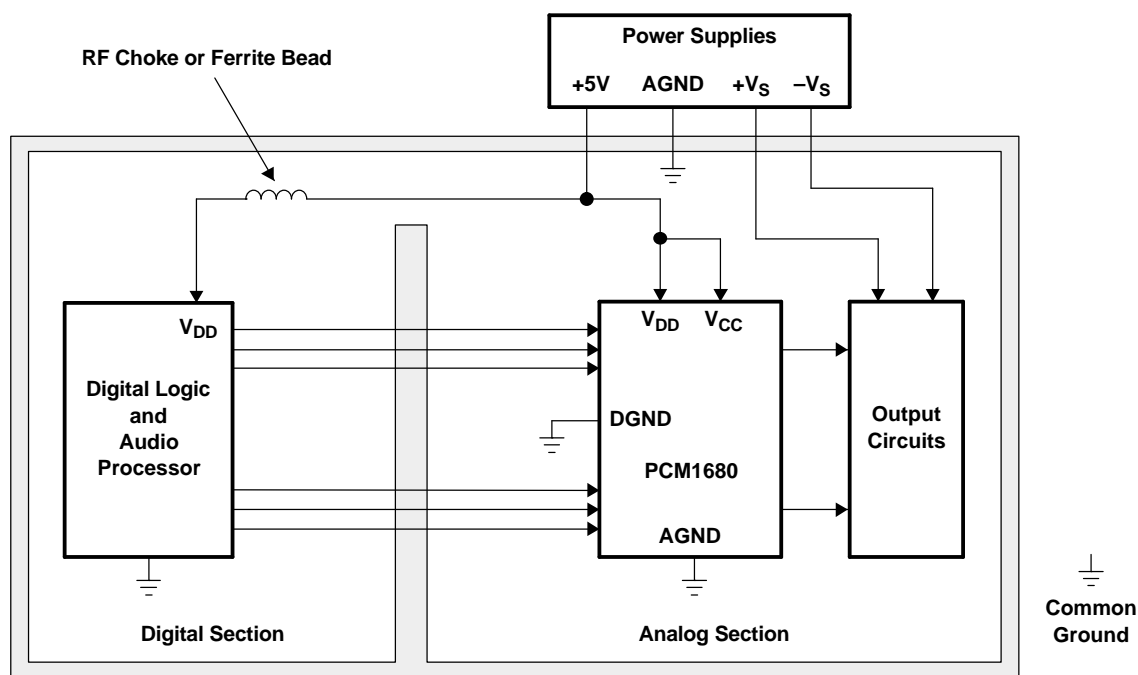 Power Supplies
+5V AGND +VS –VS
RF Choke or Ferrite Bead
VDD
Digital Logic
and
Audio
Processor
VDD VCC
DGND
PCM1680
AGND
Output
Circuits
Digital Section
Analog Section
Common
Ground